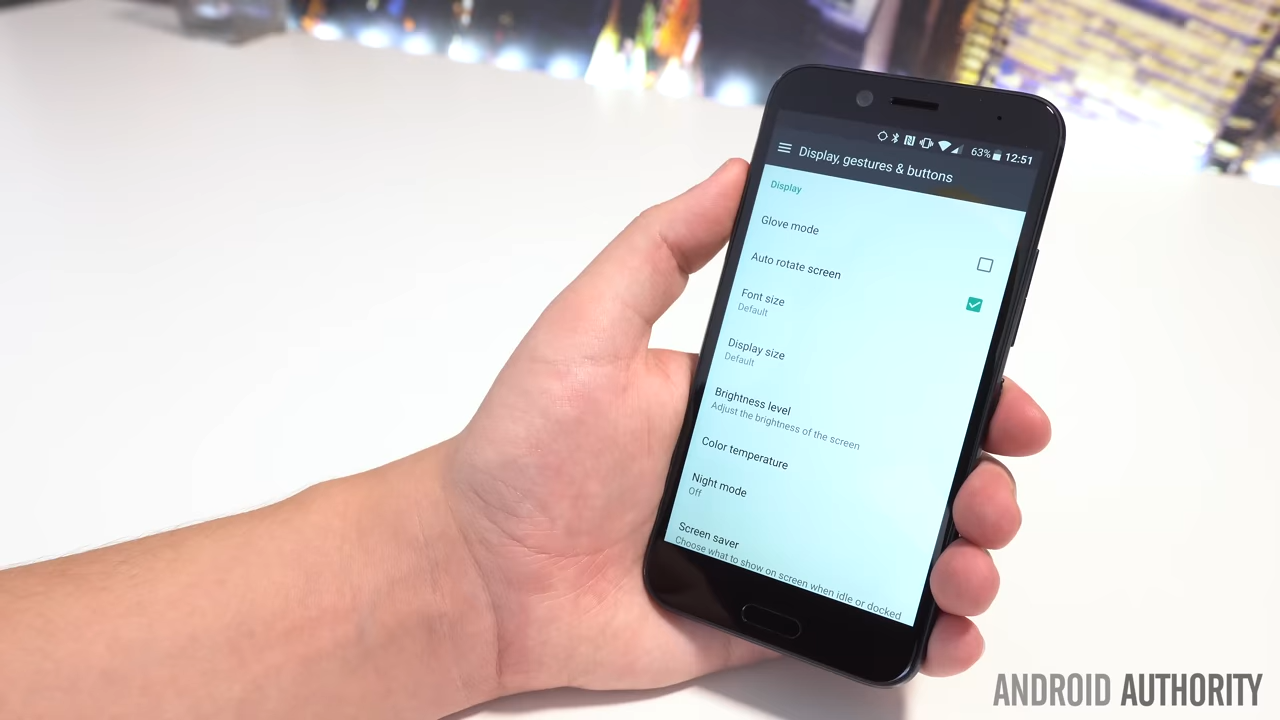 63% 12:51
Display, gestures & buttons
Display
Glove mode
Auto rotate screen
Font size
Default
Display size
Default
Brightness level
Adjust the brightness of the screen
Color temperature
Night mode
Off
Screen saver
Choose what to show on screen when idle or docked
ANDROID AUTHORITY